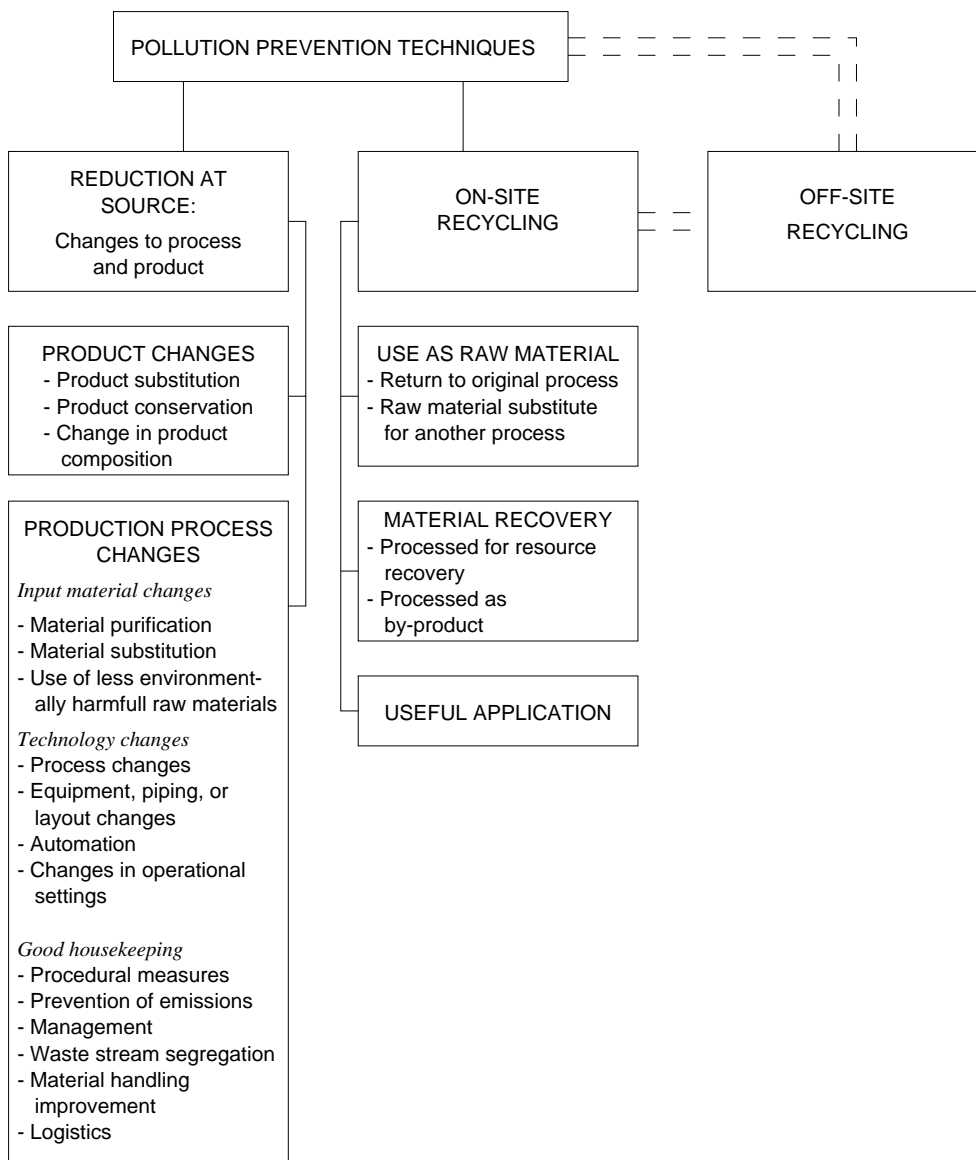 POLLUTION PREVENTION TECHNIQUES
REDUCTION AT
SOURCE:
Changes to process
and product
ON-SITE
RECYCLING
OFF-SITE
RECYCLING
PRODUCT CHANGES
- Product substitution
- Product conservation
- Change in product
composition
USE AS RAW MATERIAL
- Return to original process
- Raw material substitute
for another process
PRODUCTION PROCESS
CHANGES
Input material changes
- Material purification
- Material substitution
- Use of less environment-
ally harmfull raw materials
Technology changes
- Process changes
- Equipment, piping, or
layout changes
- Automation
- Changes in operational
settings
Good housekeeping
- Procedural measures
- Prevention of emissions
- Management
- Waste stream segregation
- Material handling
improvement
- Logistics
MATERIAL RECOVERY
- Processed for resource
recovery
- Processed as
by-product
USEFUL APPLICATION